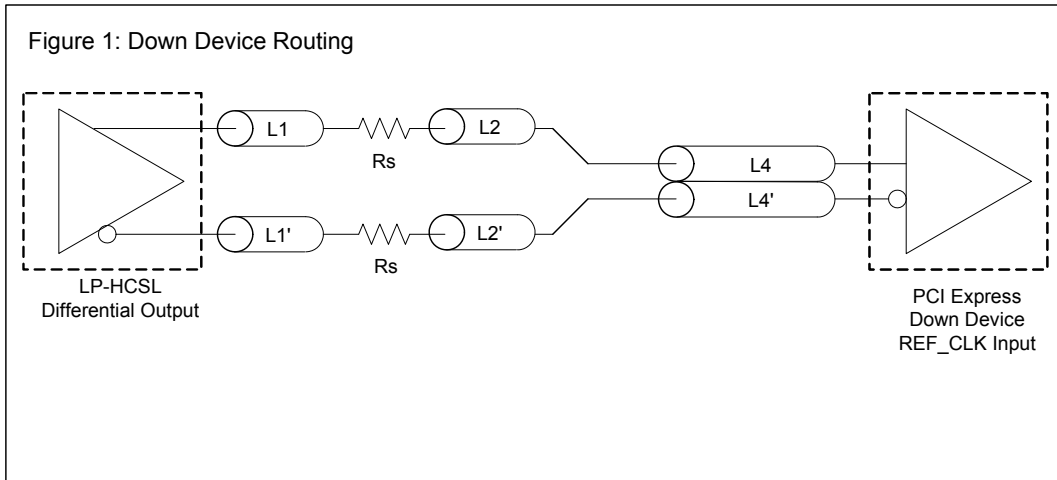 Figure 1: Down Device Routing
L1
Rs
L2
L4
L4'
L1'
Rs
L2'
LP-HCSL
Differential Output
PCI Express
Down Device
REF_CLK Input